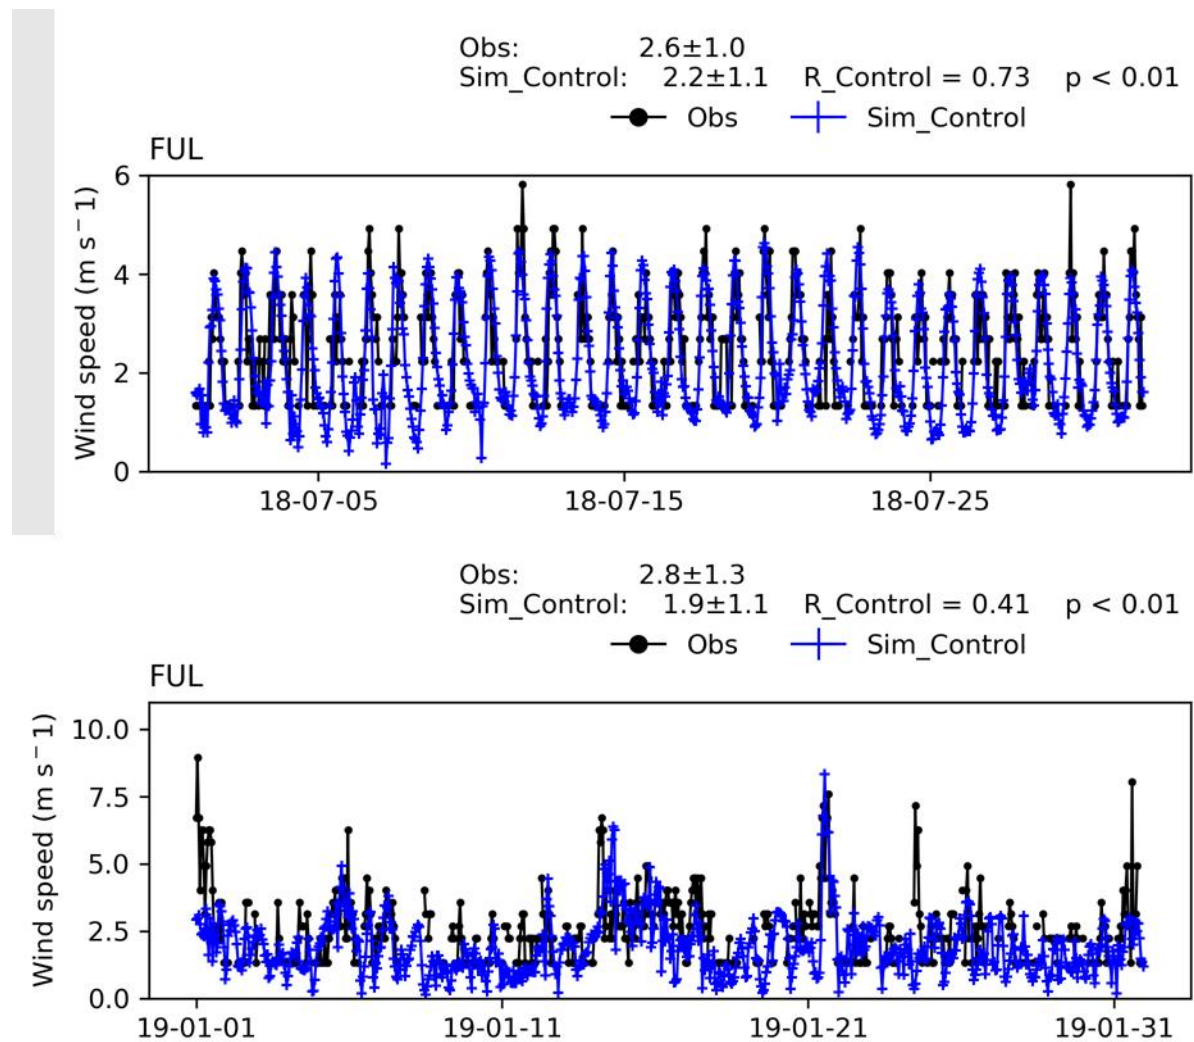 Obs: 2.6±1.0
Sim_Control: 2.2±1.1 R_Control = 0.73 p < 0.01
Obs Sim_Control
FUL
Wind speed (m s⁻1)
6
4
2
0
18-07-05 18-07-15 18-07-25
Obs: 2.8±1.3
Sim_Control: 1.9±1.1 R_Control = 0.41 p < 0.01
Obs Sim_Control
FUL
Wind speed (m s⁻1)
10.0
7.5
5.0
2.5
0.0
19-01-01 19-01-11 19-01-21 19-01-31